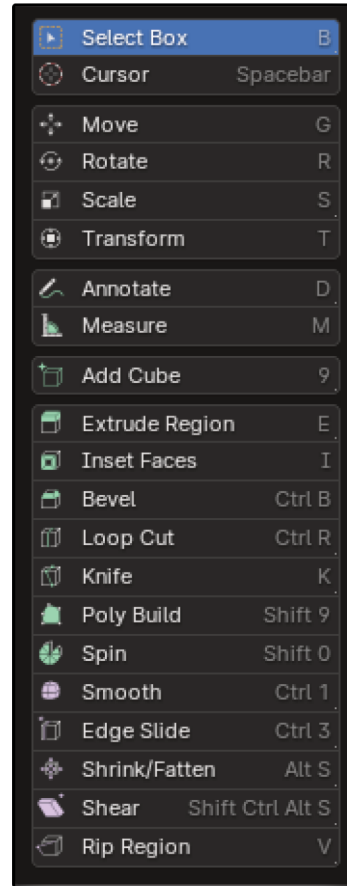 Select Box B
Cursor Spacebar
Move G
Rotate R
Scale S
Transform T
Annotate D
Measure M
Add Cube 9
Extrude Region E
Inset Faces I
Bevel Ctrl B
Loop Cut Ctrl R
Knife K
Poly Build Shift 9
Spin Shift 0
Smooth Ctrl 1
Edge Slide Ctrl 3
Shrink/Fatten Alt S
Shear Shift Ctrl Alt S
Rip Region V